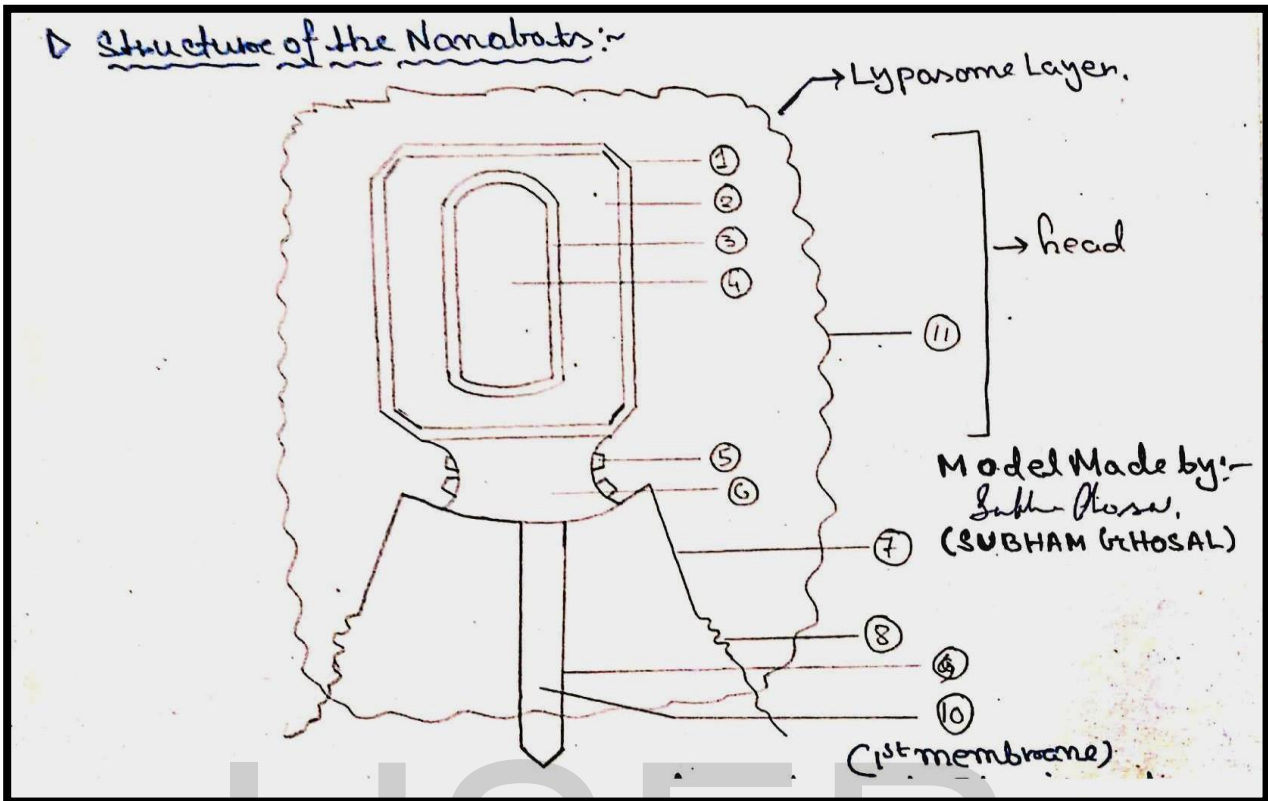 ▷ Structure of the Nanabots:~
→ Lyposome Layer.
①
②
③
④
→ head
⑪
⑤
⑥
Model Made by:-
(SUBHAM GHOSAL)
⑦
⑧
⑨
⑩
(1st membrane)